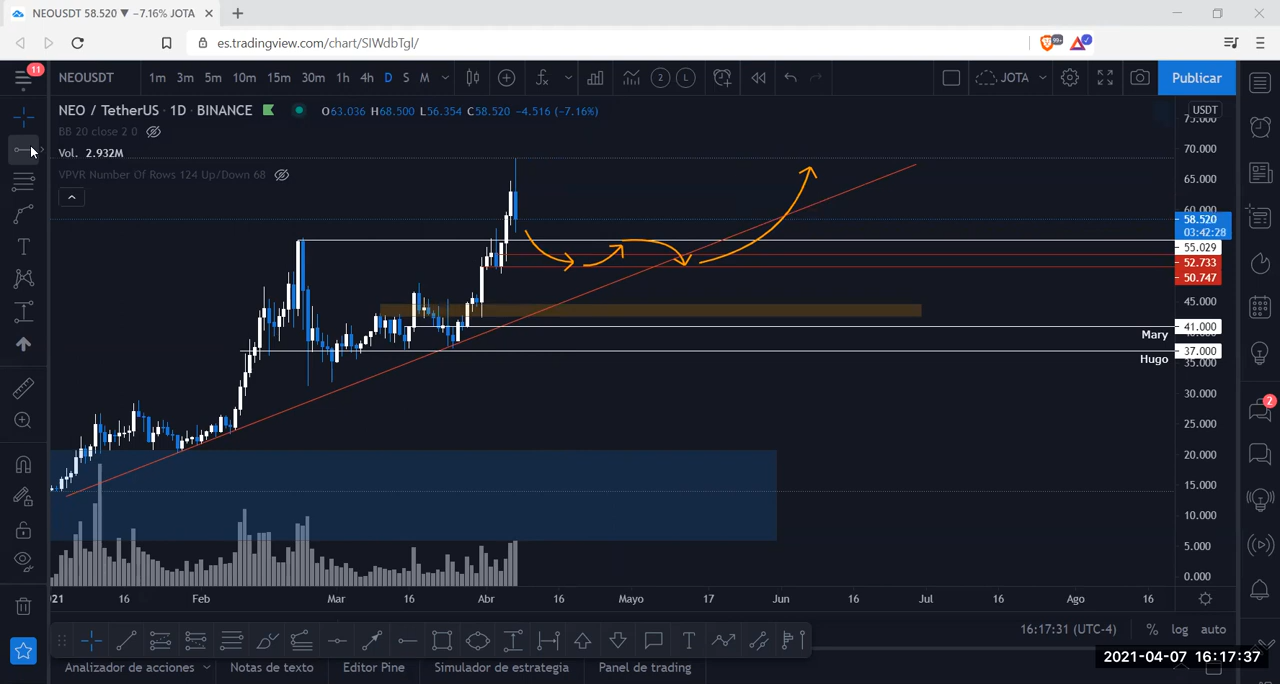 NEOUSDT 58.520 ▼ −7.16% JOTA
es.tradingview.com/chart/SIWdbTgl/
99+
11
NEOUSDT 1m 3m 5m 10m 15m 30m 1h 4h D S M 2 L JOTA Publicar
NEO / TetherUS · 1D · BINANCE O63.036 H68.500 L56.354 C58.520 −4.516 (−7.16%)
BB 20 close 2 0
Vol. 2.932M
VPVR Number Of Rows 124 Up/Down 68
USDT
75.000
70.000
65.000
60.000
58.520
03:42:28
55.029
52.733
50.747
45.000
41.000
Mary
37.000
Hugo
35.000
30.000
25.000
20.000
15.000
10.000
5.000
0.000
2
21 16 Feb Mar 16 Abr 16 Mayo 17 Jun 16 Jul 16 Ago 16
16:17:31 (UTC-4) % log auto
2021-04-07 16:17:37
Analizador de acciones Notas de texto Editor Pine Simulador de estrategia Panel de trading